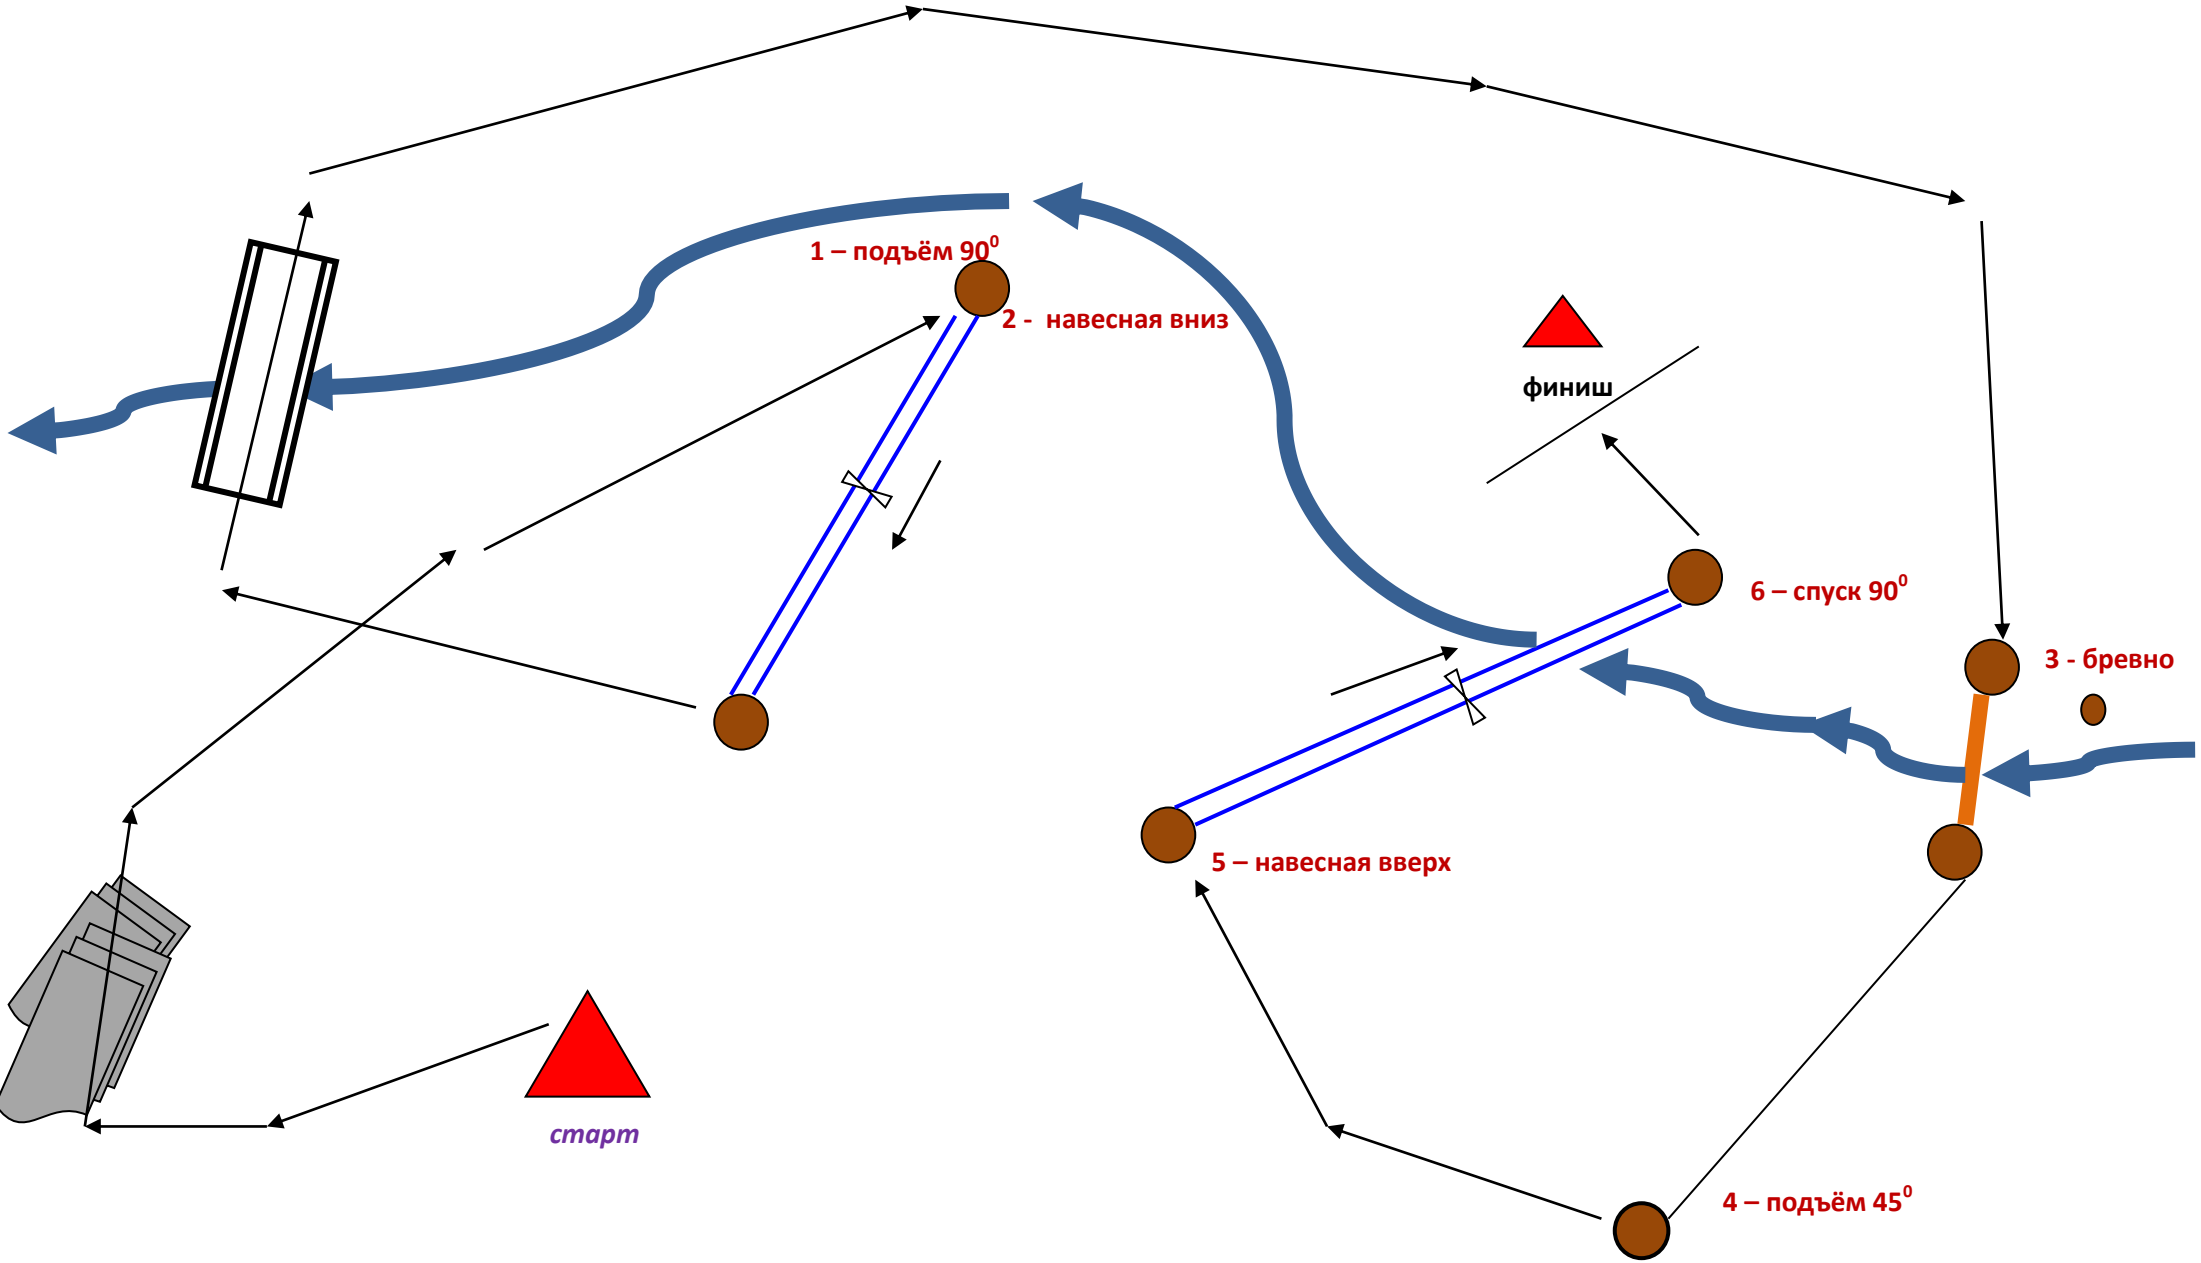 1 – подъём 90⁰
2 - навесная вниз
финиш
6 – спуск 90⁰
3 - бревно
5 – навесная вверх
старт
4 – подъём 45⁰